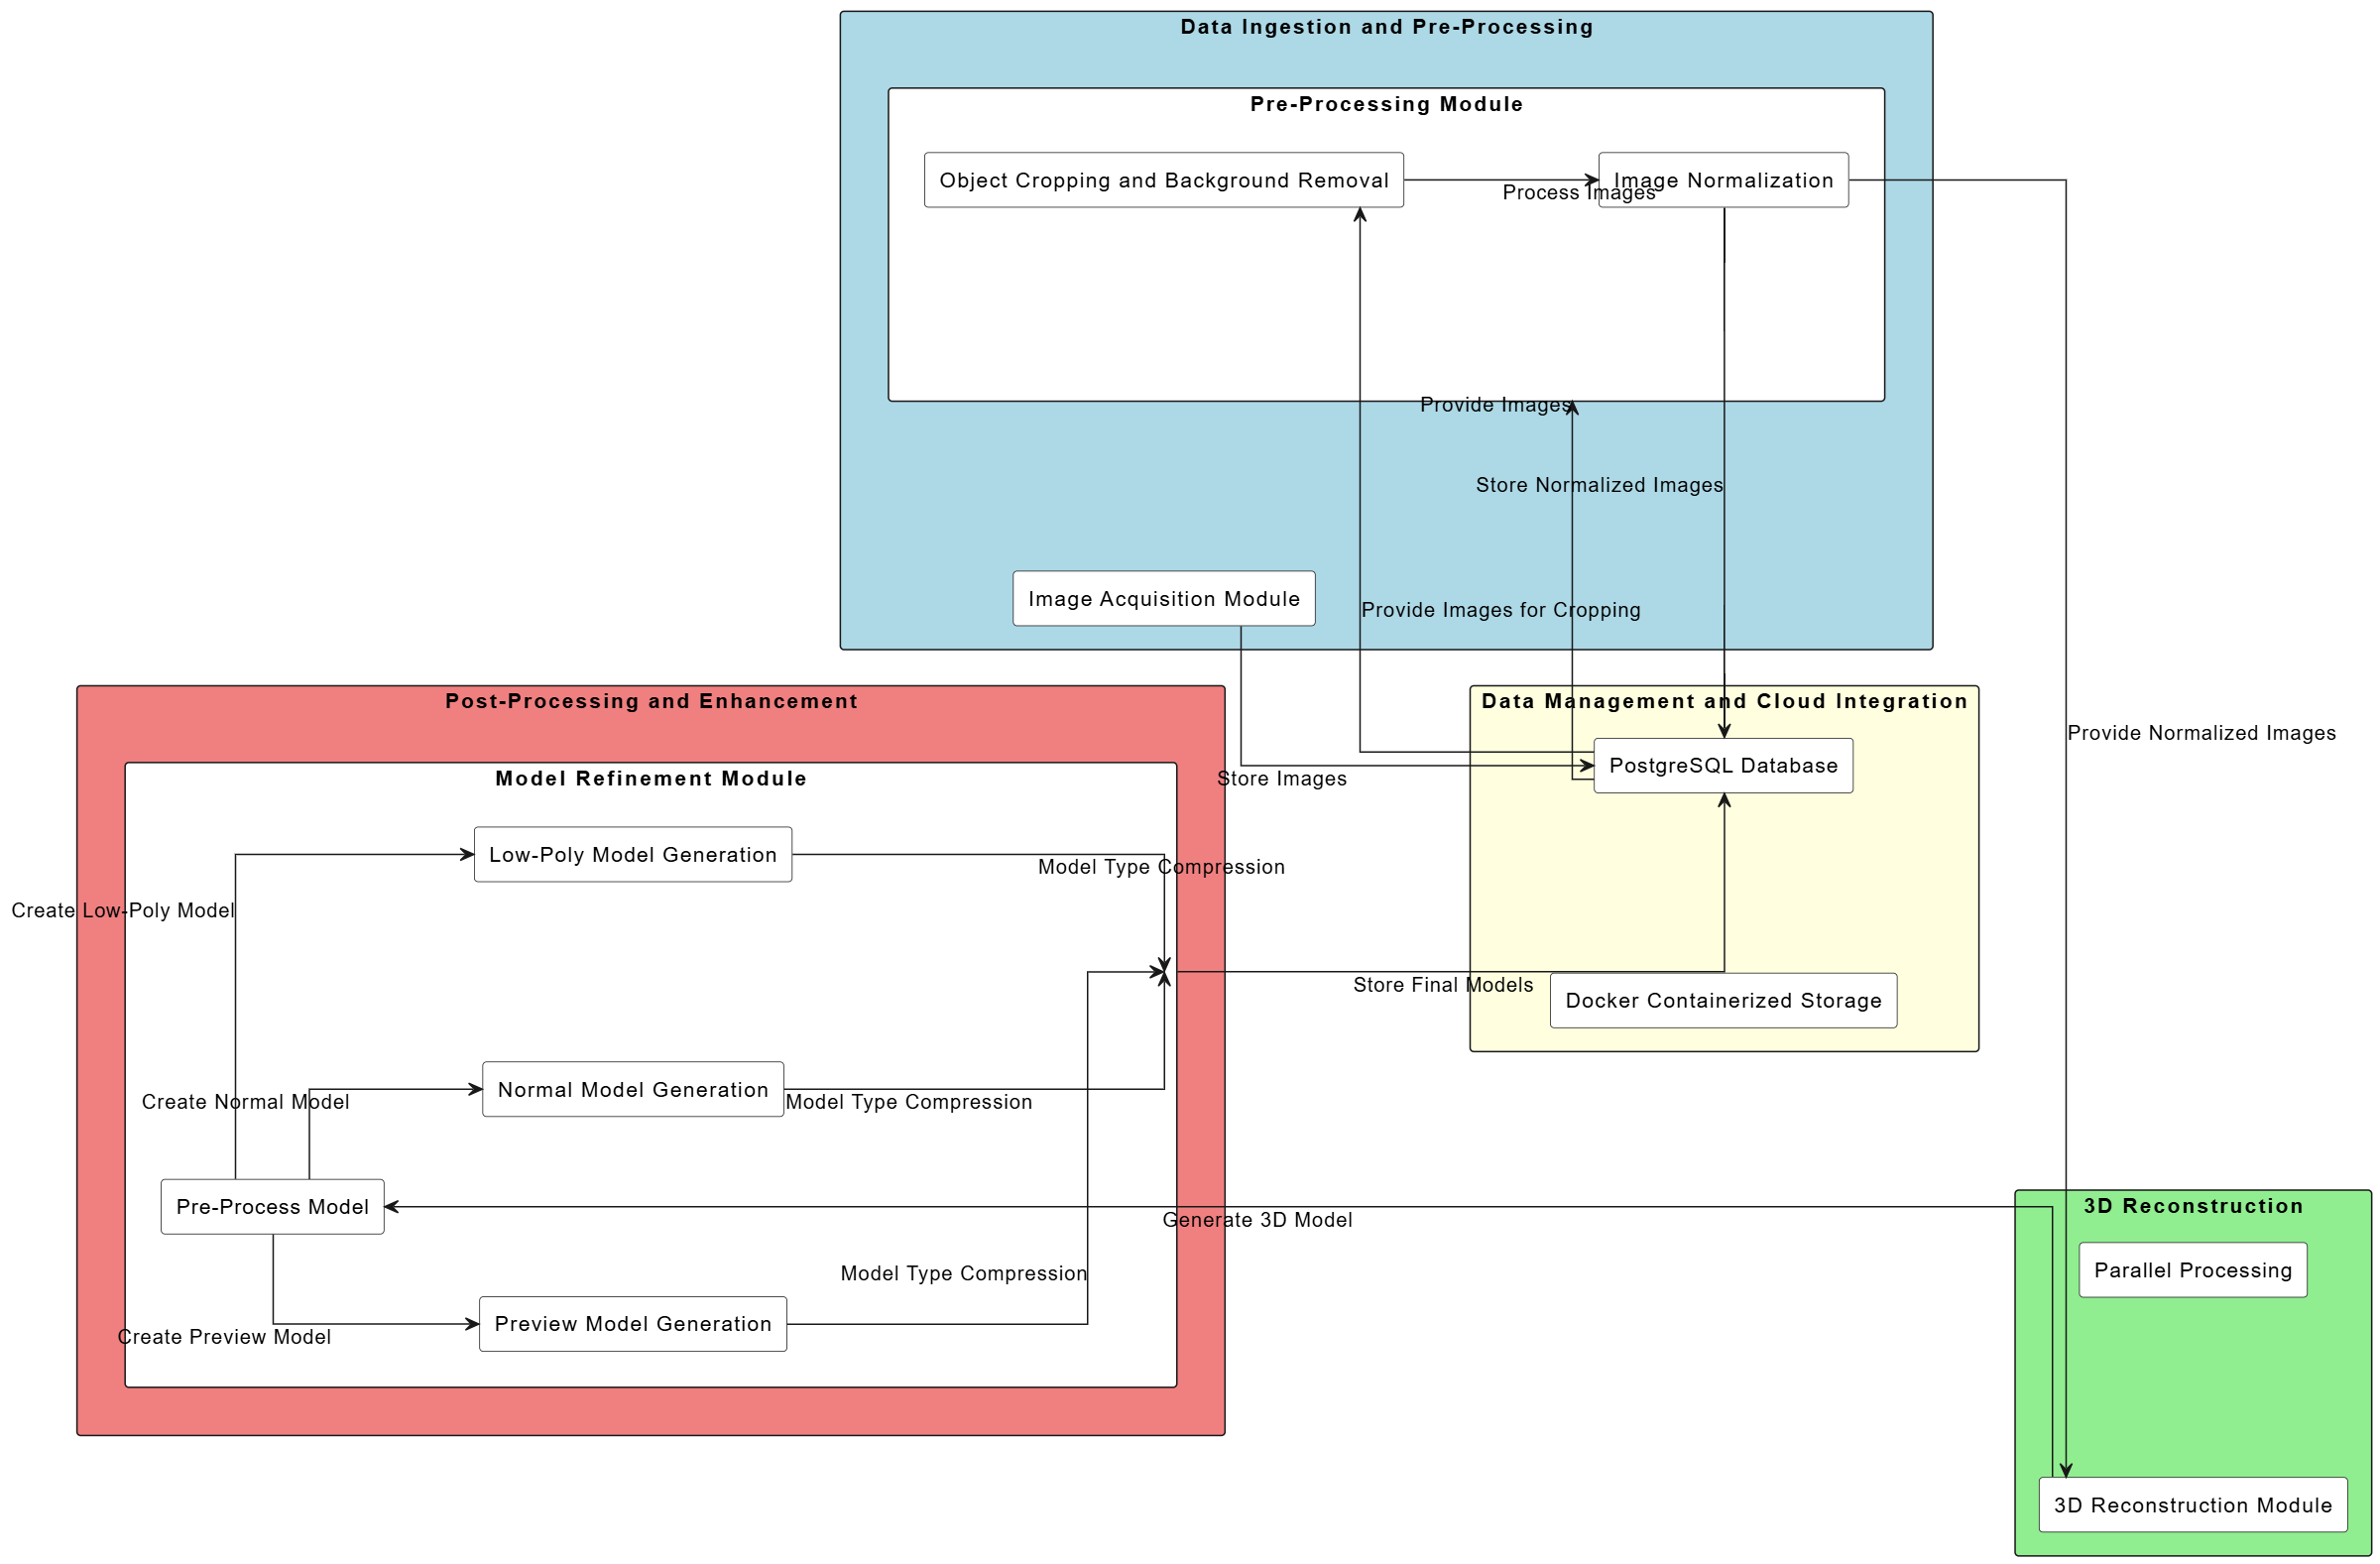 Data Ingestion and Pre-Processing
Pre-Processing Module
Object Cropping and Background Removal
Process Images
Image Normalization
Provide Images
Store Normalized Images
Image Acquisition Module
Provide Images for Cropping
Post-Processing and Enhancement
Data Management and Cloud Integration
Provide Normalized Images
Model Refinement Module
Store Images
PostgreSQL Database
Low-Poly Model Generation
Model Type Compression
Create Low-Poly Model
Store Final Models
Docker Containerized Storage
Normal Model Generation
Create Normal Model
Model Type Compression
Pre-Process Model
Generate 3D Model
3D Reconstruction
Parallel Processing
Model Type Compression
Preview Model Generation
Create Preview Model
3D Reconstruction Module